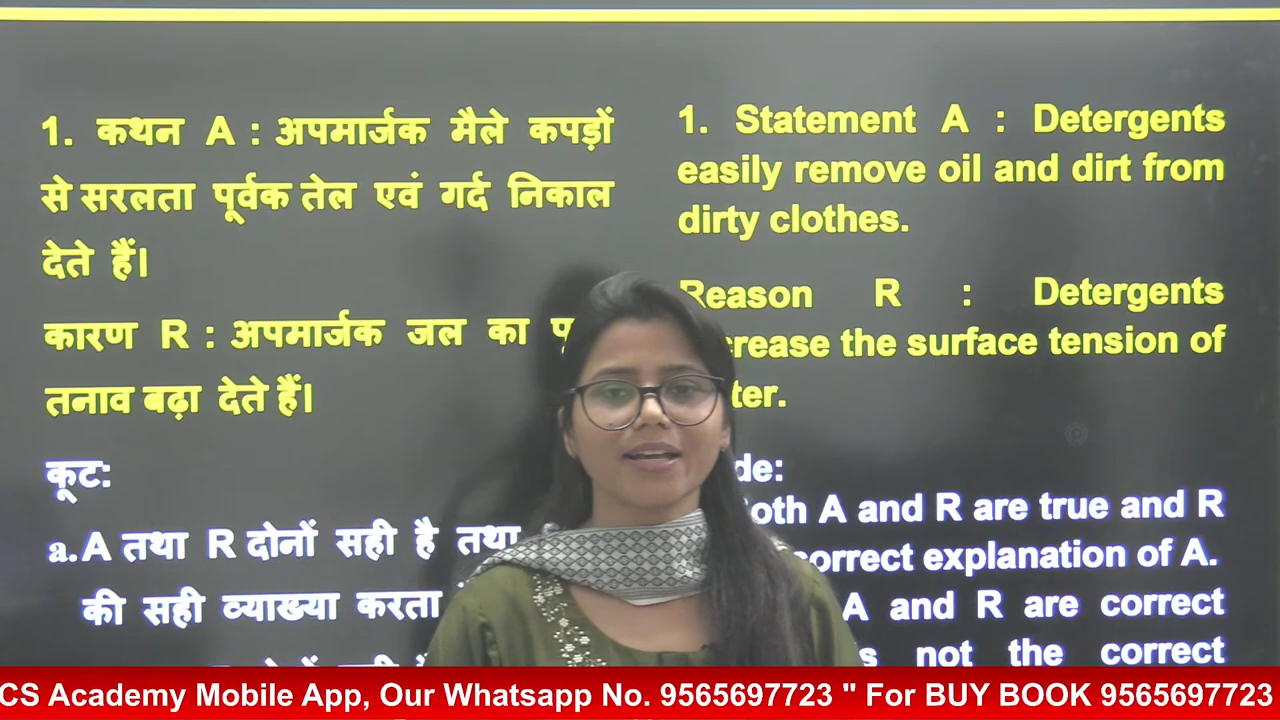 1. कथन A : अपमार्जक मैले कपड़ों
से सरलता पूर्वक तेल एवं गर्द निकाल
देते हैं।
कारण R : अपमार्जक जल का
तनाव बढ़ा देते हैं।
कूट:
a. A तथा R दोनों सही है तथा
की सही व्याख्या करता
1. Statement A : Detergents
easily remove oil and dirt from
dirty clothes.
Reason R : Detergents
crease the surface tension of
ter.
de:
oth A and R are true and R
correct explanation of A.
A and R are correct
s not the correct
CS Academy Mobile App, Our Whatsapp No. 9565697723 " For BUY BOOK 9565697723